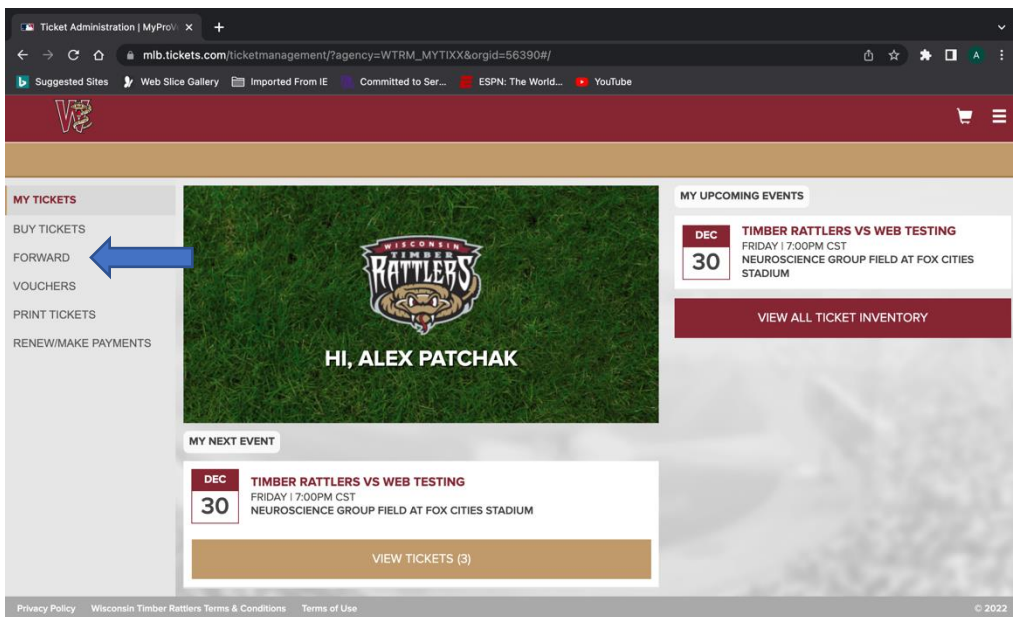 Ticket Administration | MyProV
mlb.tickets.com/ticketmanagement/?agency=WTRM_MYTIXX&orgid=56390#/
A
Suggested Sites Web Slice Gallery Imported From IE Committed to Ser... ESPN: The World... YouTube
W
MY TICKETS
BUY TICKETS
FORWARD
VOUCHERS
PRINT TICKETS
RENEW/MAKE PAYMENTS
WISCONSIN
TIMBER
RATTLERS
HI, ALEX PATCHAK
MY NEXT EVENT
DEC
30
TIMBER RATTLERS VS WEB TESTING
FRIDAY | 7:00PM CST
NEUROSCIENCE GROUP FIELD AT FOX CITIES STADIUM
VIEW TICKETS (3)
MY UPCOMING EVENTS
DEC
30
TIMBER RATTLERS VS WEB TESTING
FRIDAY | 7:00PM CST
NEUROSCIENCE GROUP FIELD AT FOX CITIES
STADIUM
VIEW ALL TICKET INVENTORY
Privacy Policy Wisconsin Timber Rattlers Terms & Conditions Terms of Use © 2022